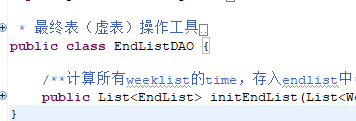 * 最终表（虚表）操作工具
public class EndListDAO {
/**计算所有weeklist的time，存入endlist中
public List<EndList> initEndList(List<We
}